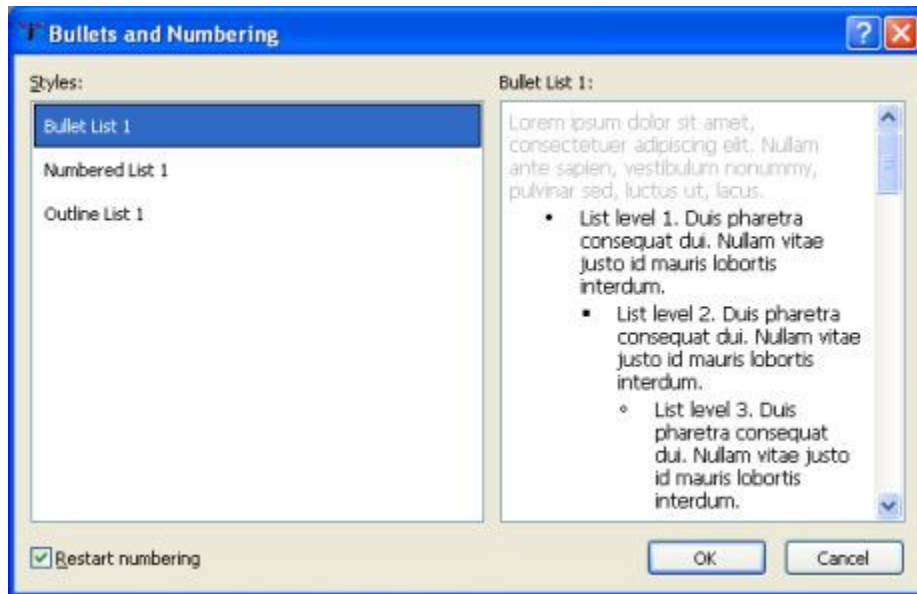 Bullets and Numbering
Styles:
Bullet List 1
Numbered List 1
Outline List 1
Bullet List 1:
Lorem ipsum dolor sit amet,
consectetuer adipiscing elit. Nullam
ante sapien, vestibulum nonummy,
pulvinar sed, luctus ut, lacus.
• List level 1. Duis pharetra
consequat dui. Nullam vitae
justo id mauris lobortis
interdum.
▪ List level 2. Duis pharetra
consequat dui. Nullam vitae
justo id mauris lobortis
interdum.
◦ List level 3. Duis
pharetra consequat
dui. Nullam vitae justo
id mauris lobortis
interdum.
Restart numbering
OK
Cancel